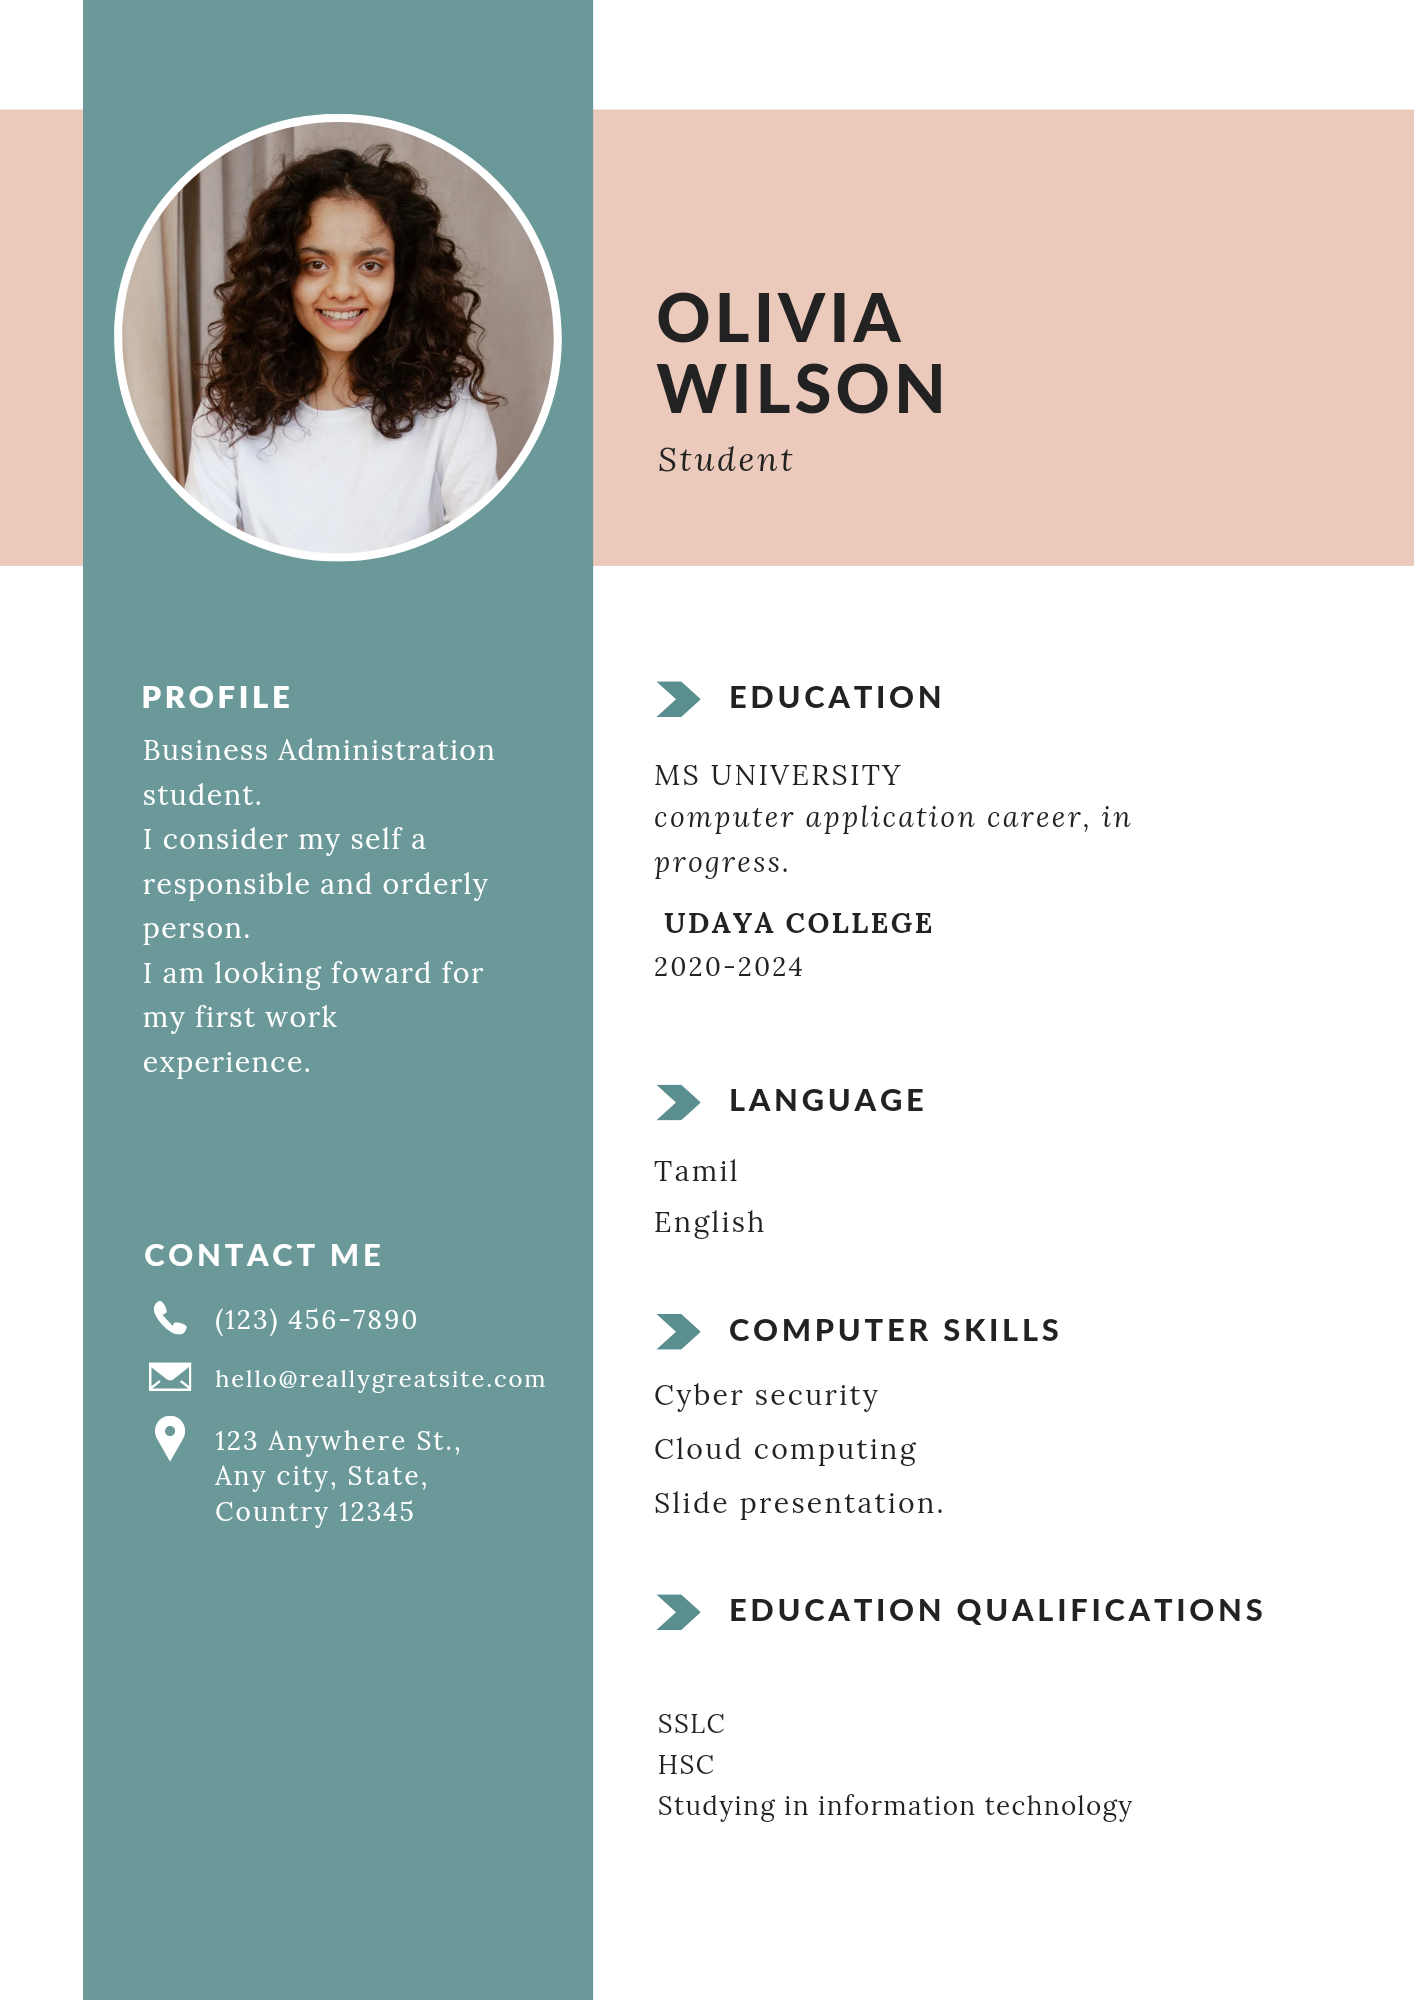 OLIVIA
WILSON
Student
PROFILE
Business Administration
student.
I consider my self a
responsible and orderly
person.
I am looking foward for
my first work
experience.
CONTACT ME
(123) 456-7890
hello@reallygreatsite.com
123 Anywhere St.,
Any city, State,
Country 12345
EDUCATION
MS UNIVERSITY
computer application career, in
progress.
UDAYA COLLEGE
2020-2024
LANGUAGE
Tamil
English
COMPUTER SKILLS
Cyber security
Cloud computing
Slide presentation.
EDUCATION QUALIFICATIONS
SSLC
HSC
Studying in information technology